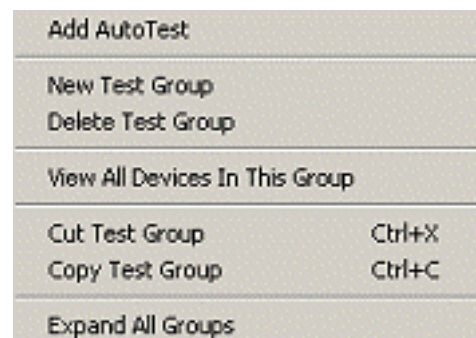 Add AutoTest
New Test Group
Delete Test Group
View All Devices In This Group
Cut Test Group Ctrl+X
Copy Test Group Ctrl+C
Expand All Groups